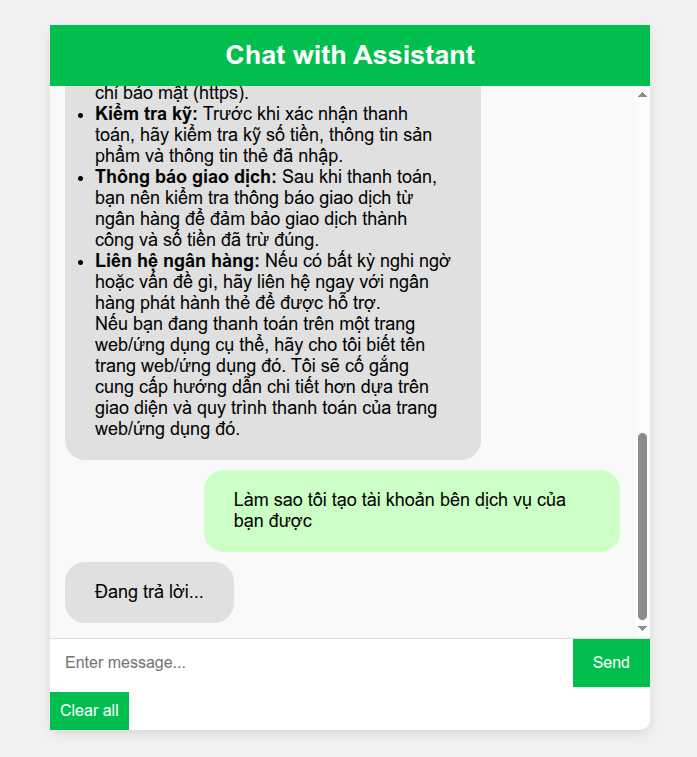 Chat with Assistant
chỉ bảo mật (https).
Kiểm tra kỹ: Trước khi xác nhận thanh
toán, hãy kiểm tra kỹ số tiền, thông tin sản
phẩm và thông tin thẻ đã nhập.
Thông báo giao dịch: Sau khi thanh toán,
bạn nên kiểm tra thông báo giao dịch từ
ngân hàng để đảm bảo giao dịch thành
công và số tiền đã trừ đúng.
Liên hệ ngân hàng: Nếu có bất kỳ nghi ngờ
hoặc vấn đề gì, hãy liên hệ ngay với ngân
hàng phát hành thẻ để được hỗ trợ.
Nếu bạn đang thanh toán trên một trang
web/ứng dụng cụ thể, hãy cho tôi biết tên
trang web/ứng dụng đó. Tôi sẽ cố gắng
cung cấp hướng dẫn chi tiết hơn dựa trên
giao diện và quy trình thanh toán của trang
web/ứng dụng đó.
Làm sao tôi tạo tài khoản bên dịch vụ của
bạn được
Đang trả lời...
Enter message...
Send
Clear all